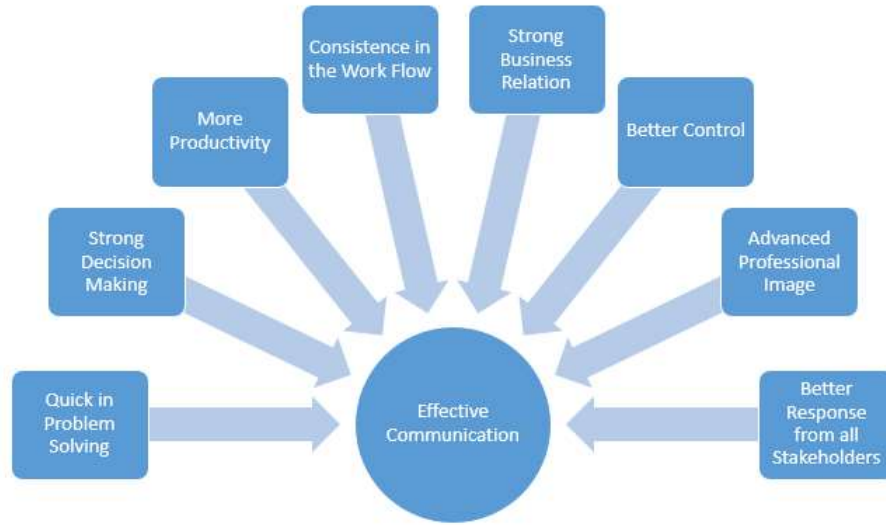 Quick in
Problem
Solving
Strong
Decision
Making
More
Productivity
Consistence in
the Work Flow
Strong
Business
Relation
Better Control
Advanced
Professional
Image
Better
Response
from all
Stakeholders
Effective
Communication